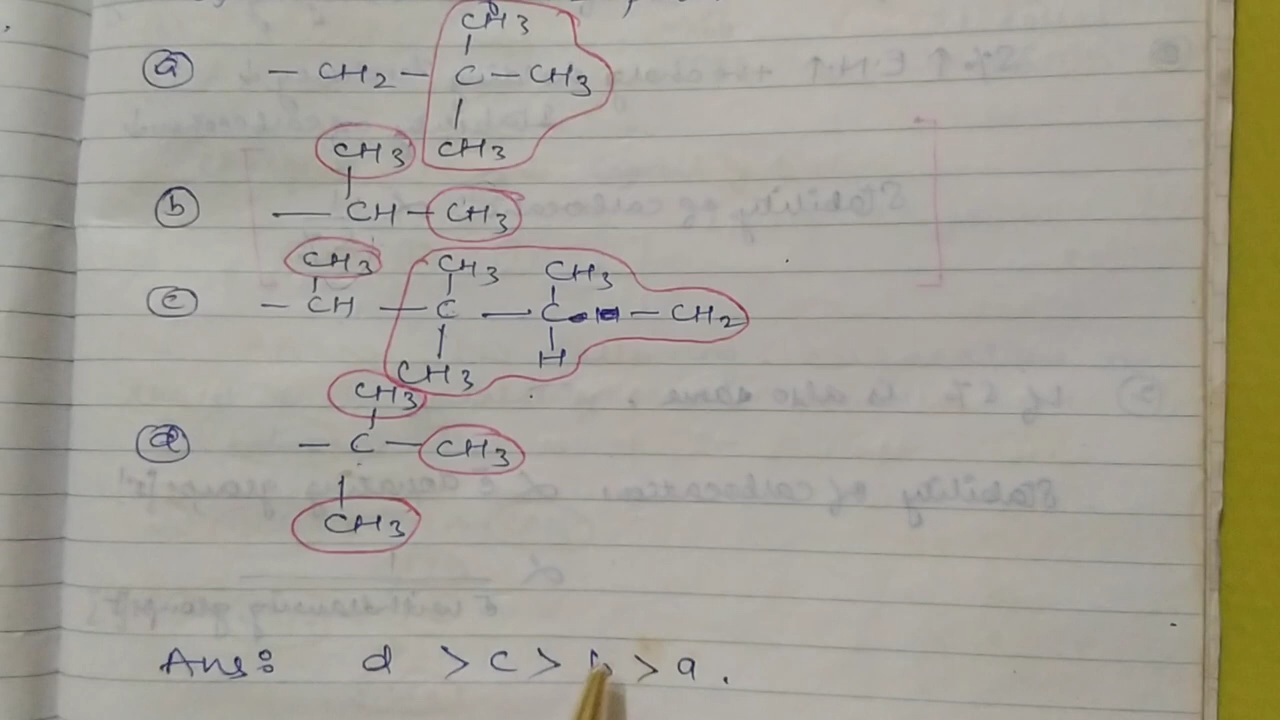 CH3
ⓐ — CH2 — C — CH3
CH3 CH3
ⓑ — CH — CH3
CH3 CH3 CH3
ⓒ — CH — C — C — CH2
CH3 H
CH3
ⓓ — C — CH3
CH3
Ans: d > c > b > a .